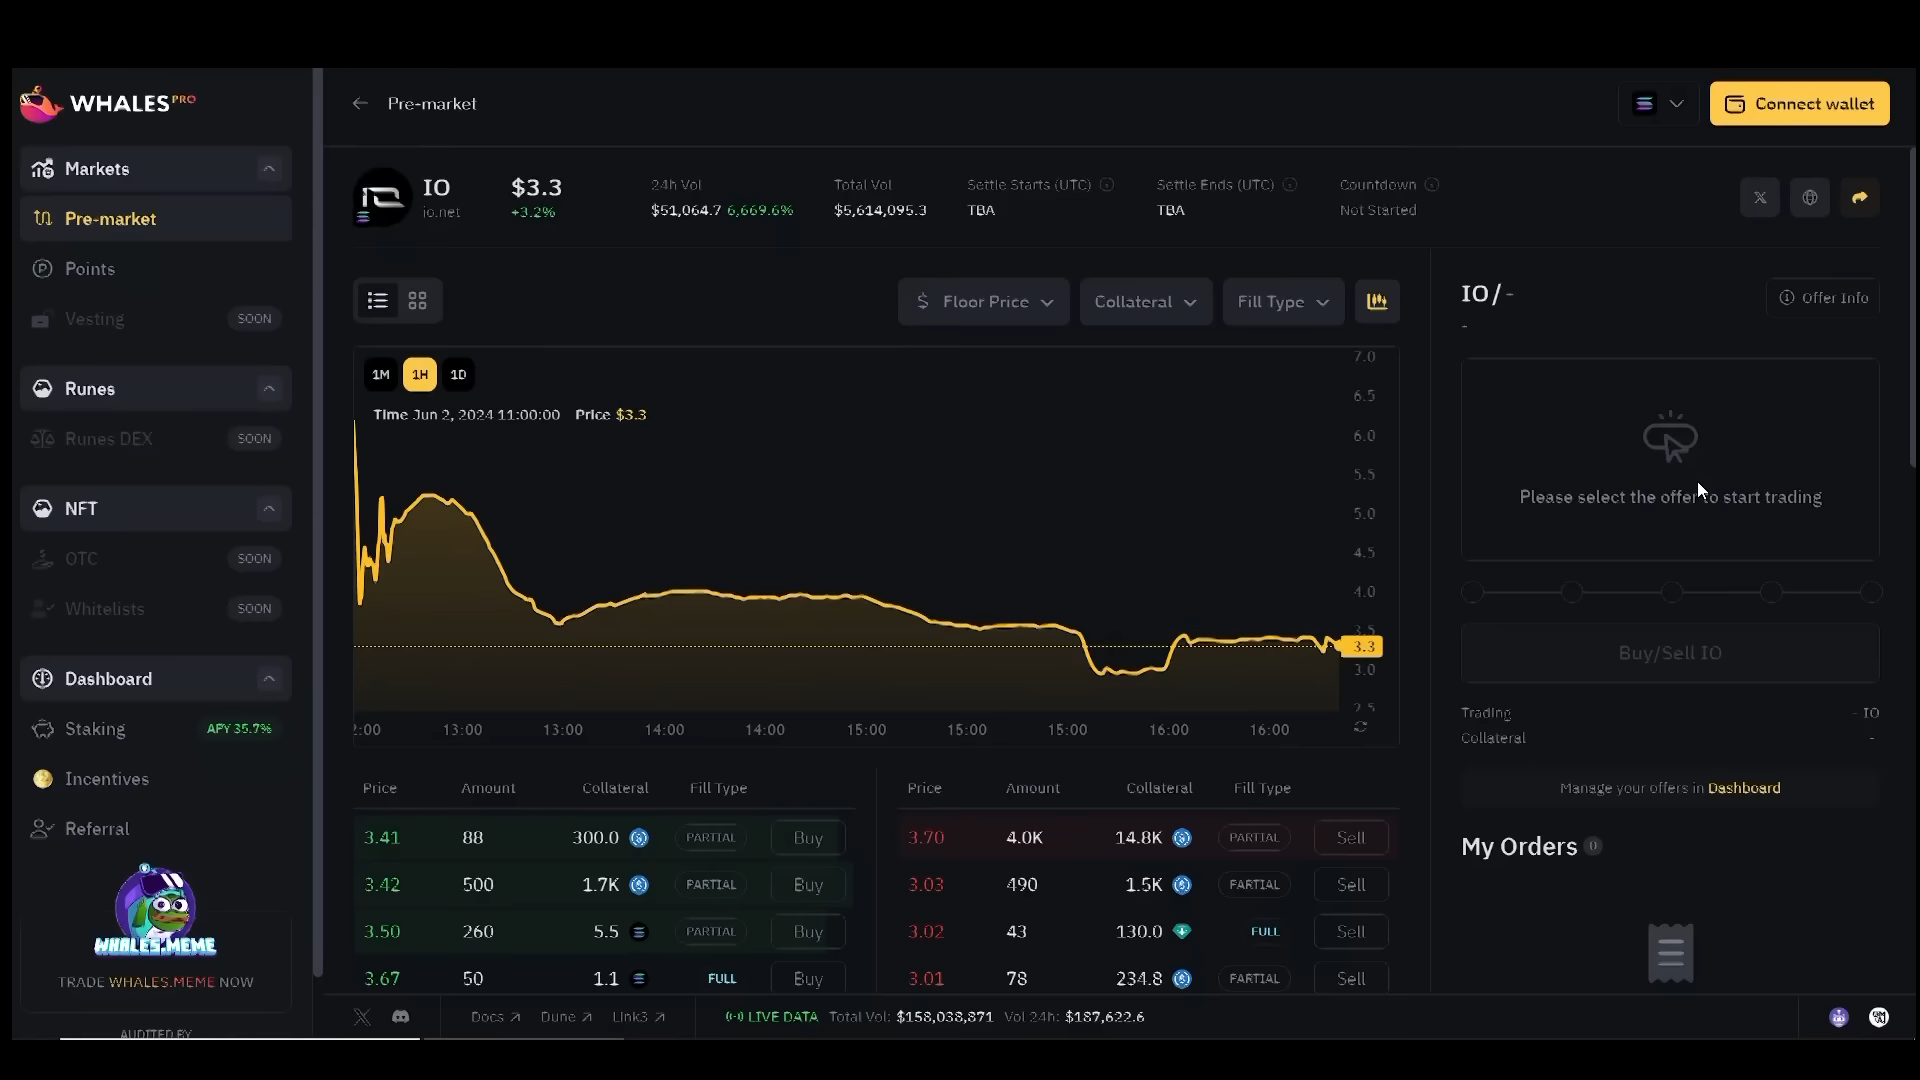 WHALES PRO
Markets
Pre-market
Points
Vesting SOON
Runes
Runes DEX SOON
NFT
OTC SOON
Whitelists SOON
Dashboard
Staking APY 35.7%
Incentives
Referral
WHALES.MEME
TRADE WHALES.MEME NOW
AUDITED BY
Pre-market
Connect wallet
IO
io.net
$3.3
+3.2%
24h Vol
$51,064.7 6,669.6%
Total Vol
$5,614,095.3
Settle Starts (UTC)
TBA
Settle Ends (UTC)
TBA
Countdown
Not Started
$ Floor Price
Collateral
Fill Type
1M 1H 1D
Time Jun 2, 2024 11:00:00 Price $3.3
7.0
6.5
6.0
5.5
5.0
4.5
4.0
3.5
3.3
3.0
2.5
2:00 13:00 13:00 14:00 14:00 15:00 15:00 15:00 16:00 16:00
Price Amount Collateral Fill Type
3.41 88 300.0 PARTIAL Buy
3.42 500 1.7K PARTIAL Buy
3.50 260 5.5 PARTIAL Buy
3.67 50 1.1 FULL Buy
Price Amount Collateral Fill Type
3.70 4.0K 14.8K PARTIAL Sell
3.03 490 1.5K PARTIAL Sell
3.02 43 130.0 FULL Sell
3.01 78 234.8 PARTIAL Sell
IO / -
-
Offer Info
Please select the offer to start trading
Buy/Sell IO
Trading - IO
Collateral -
Manage your offers in Dashboard
My Orders 0
Docs Dune Link3
LIVE DATA Total Vol: $158,038,871 Vol 24h: $187,622.6